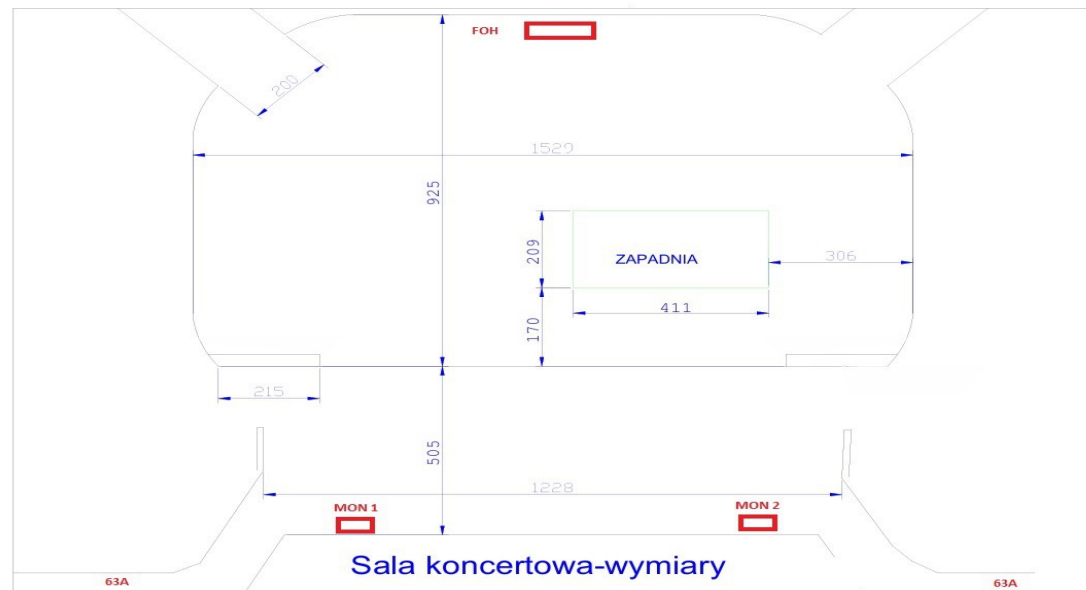 FOH
200
1529
925
209
ZAPADNIA
306
411
170
215
505
1228
MON 1
MON 2
Sala koncertowa-wymiary
63A
63A